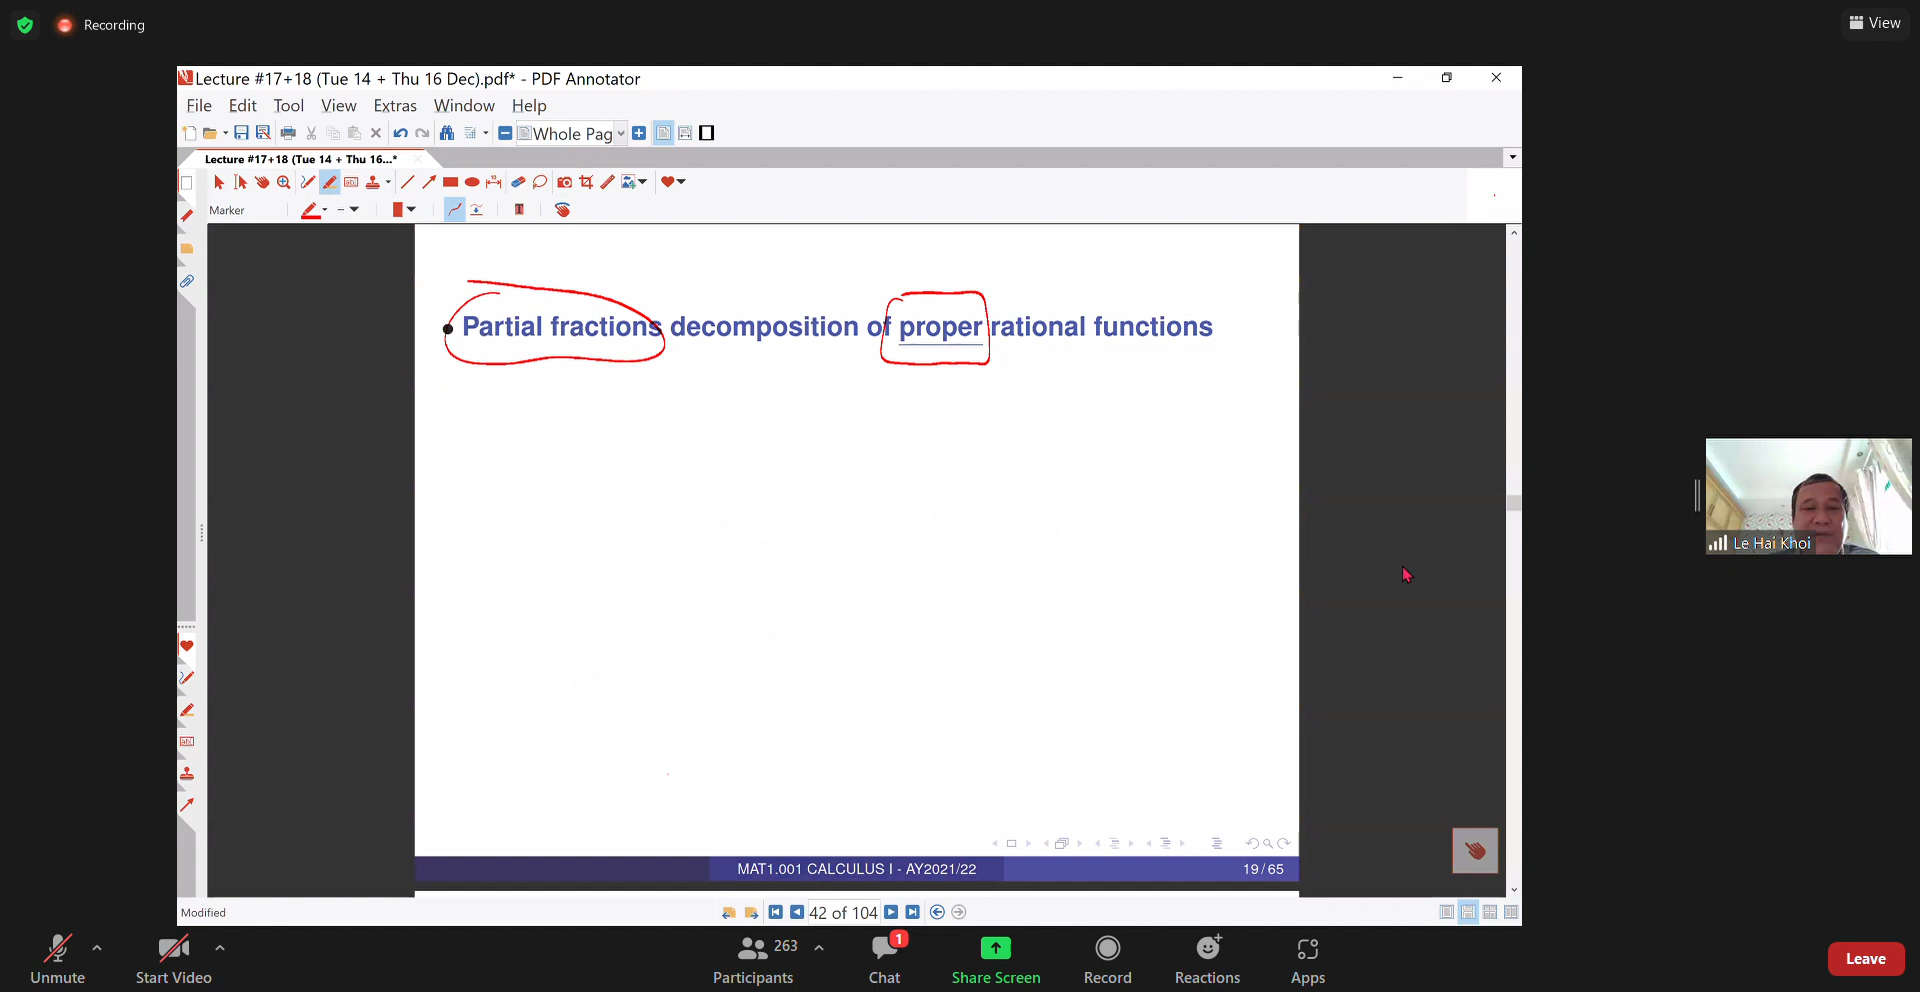 Recording
View
Lecture #17+18 (Tue 14 + Thu 16 Dec).pdf* - PDF Annotator
File Edit Tool View Extras Window Help
Whole Pag
Lecture #17+18 (Tue 14 + Thu 16...*
Marker
• Partial fractions decomposition of proper rational functions
Le Hai Khoi
MAT1.001 CALCULUS I - AY2021/22 19/65
Modified 42 of 104
263 1
Unmute Start Video Participants Chat Share Screen Record Reactions Apps Leave